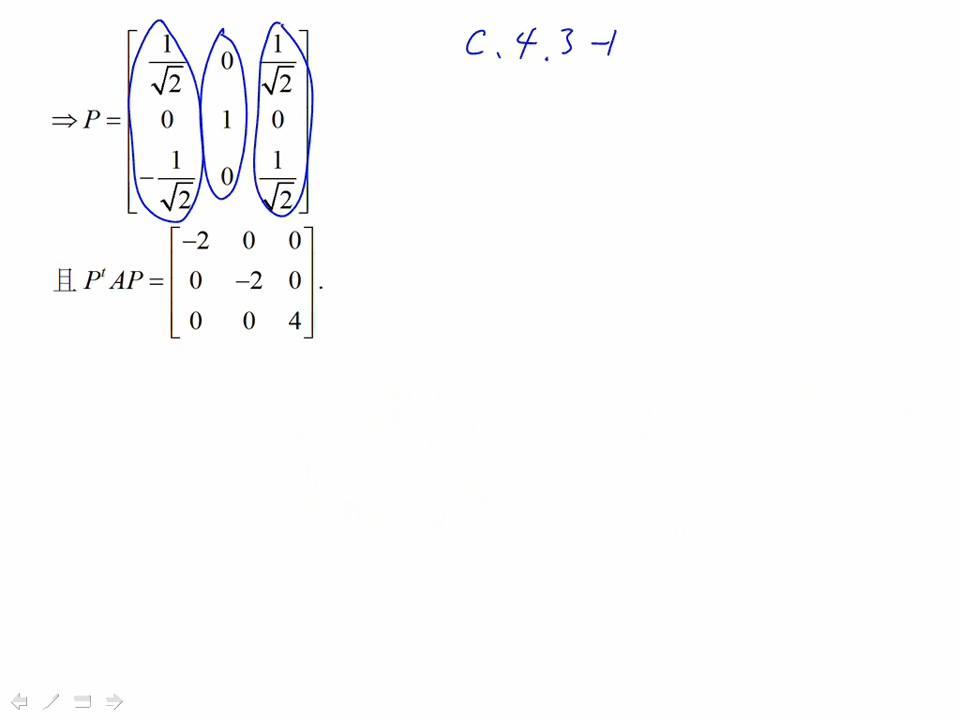 C. 4. 3 -1
⇒ P = [ 1/√2 0 1/√2
0 1 0
-1/√2 0 1/√2 ]
且 PᵗAP = [ -2 0 0
0 -2 0
0 0 4 ].